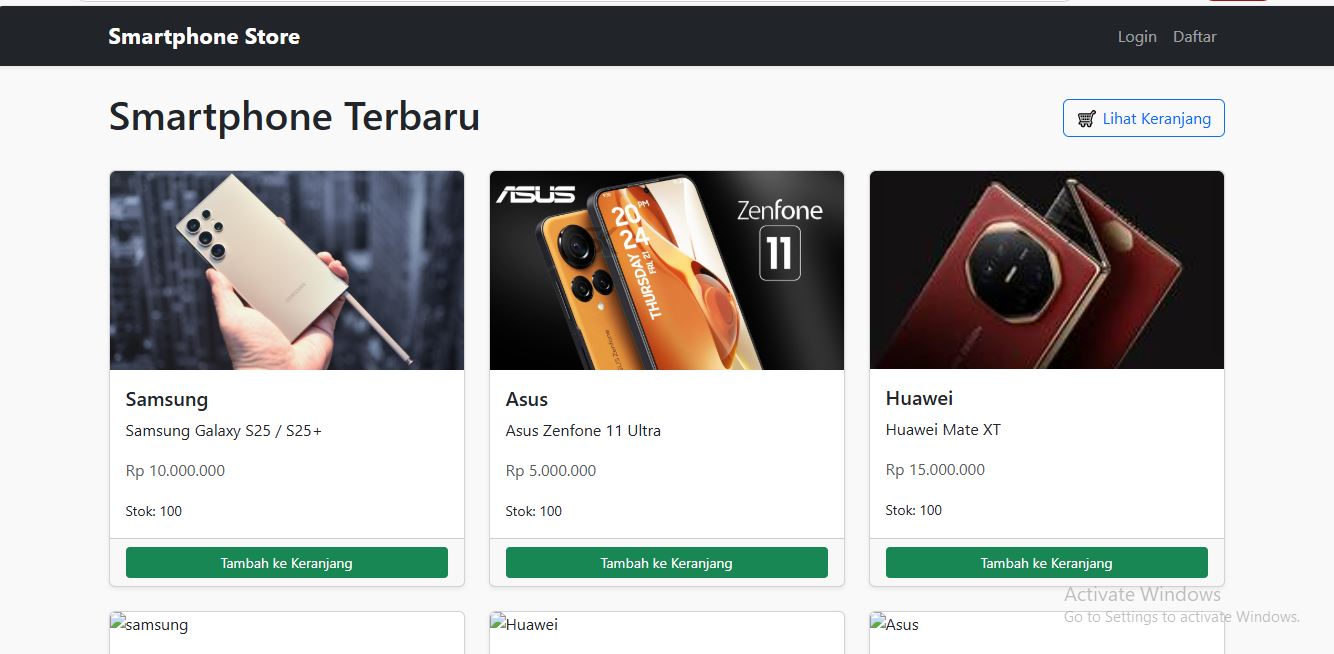 Smartphone Store
Login Daftar
Smartphone Terbaru
Lihat Keranjang
SAMSUNG
ASUS
Zenfone
11
20
24
PM
THURSDAY
FRI, 21
Samsung
Samsung Galaxy S25 / S25+
Rp 10.000.000
Stok: 100
Tambah ke Keranjang
Asus
Asus Zenfone 11 Ultra
Rp 5.000.000
Stok: 100
Tambah ke Keranjang
Huawei
Huawei Mate XT
Rp 15.000.000
Stok: 100
Tambah ke Keranjang
samsung
Huawei
Asus
Activate Windows
Go to Settings to activate Windows.